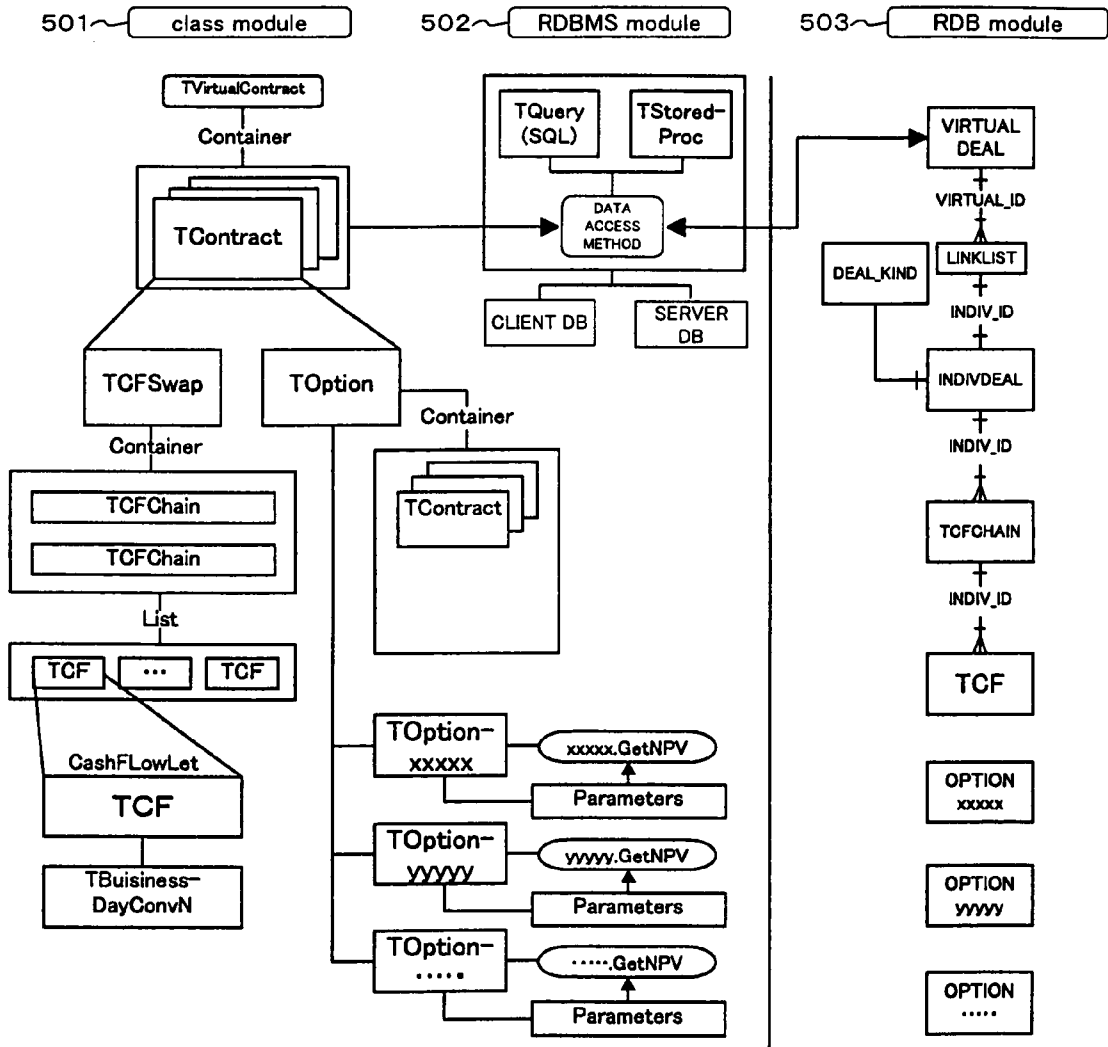 501 class module
502 RDBMS module
503 RDB module
TVirtualContract
Container
TContract
TQuery
(SQL)
TStored-
Proc
DATA
ACCESS
METHOD
CLIENT DB
SERVER
DB
VIRTUAL
DEAL
VIRTUAL_ID
LINKLIST
DEAL_KIND
INDIV_ID
INDIVDEAL
INDIV_ID
TCFCHAIN
INDIV_ID
TCF
TCFSwap
TOption
Container
Container
TCFChain
TCFChain
TContract
List
TCF
...
TCF
CashFLowLet
TCF
TBuisiness-
DayConvN
TOption-
xxxxx
xxxxx.GetNPV
Parameters
TOption-
yyyyy
yyyyy.GetNPV
Parameters
TOption-
.....
.....GetNPV
Parameters
OPTION
xxxxx
OPTION
yyyyy
OPTION
.....